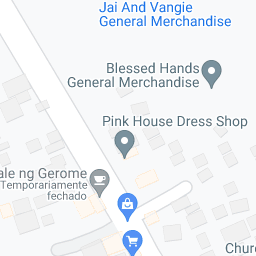 Jai And Vangie
General Merchandise
Blessed Hands
General Merchandise
Pink House Dress Shop
ale ng Gerome
Temporariamente
fechado
Churc